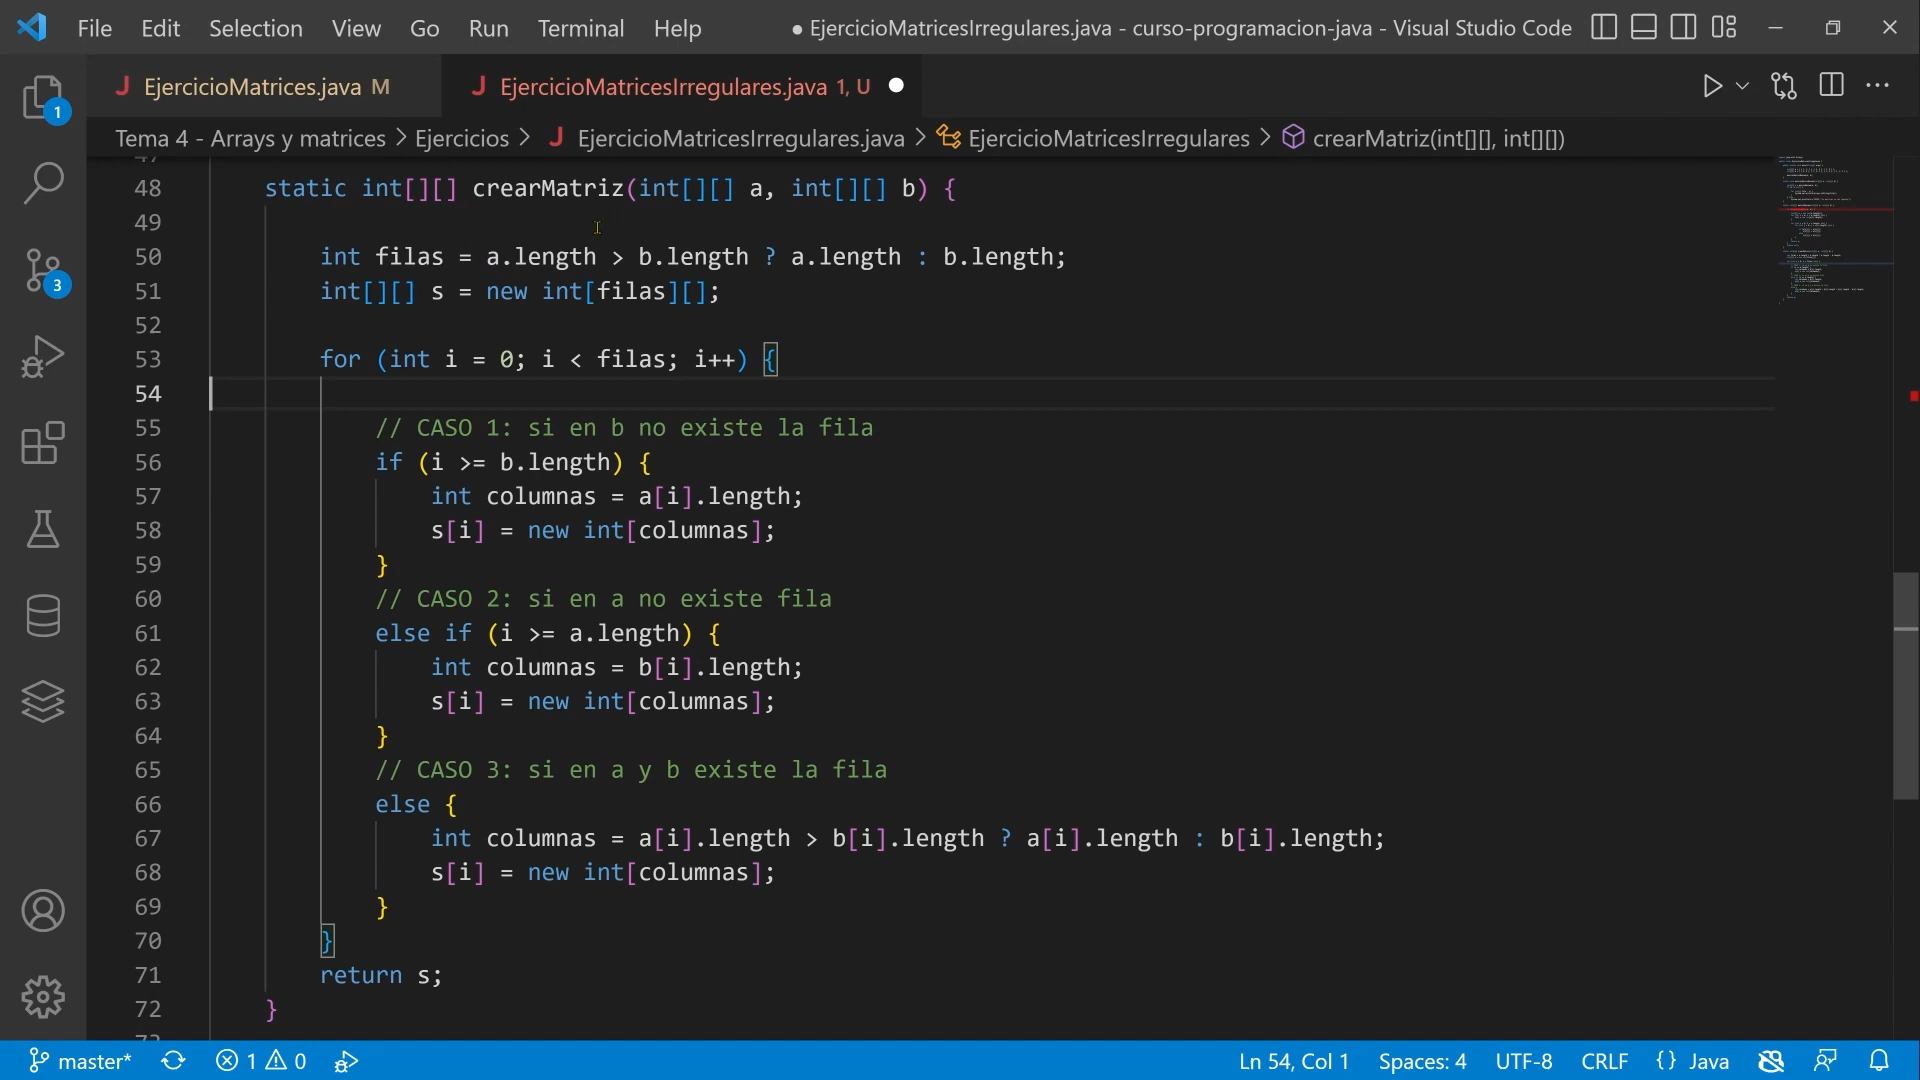 File Edit Selection View Go Run Terminal Help ● EjercicioMatricesIrregulares.java - curso-programacion-java - Visual Studio Code
J EjercicioMatrices.java M J EjercicioMatricesIrregulares.java 1, U
1
Tema 4 - Arrays y matrices > Ejercicios > J EjercicioMatricesIrregulares.java > EjercicioMatricesIrregulares > crearMatriz(int[][], int[][])
48 static int[][] crearMatriz(int[][] a, int[][] b) {
49
50 int filas = a.length > b.length ? a.length : b.length;
3
51 int[][] s = new int[filas][];
52
53 for (int i = 0; i < filas; i++) {
54
55 // CASO 1: si en b no existe la fila
56 if (i >= b.length) {
57 int columnas = a[i].length;
58 s[i] = new int[columnas];
59 }
60 // CASO 2: si en a no existe fila
61 else if (i >= a.length) {
62 int columnas = b[i].length;
63 s[i] = new int[columnas];
64 }
65 // CASO 3: si en a y b existe la fila
66 else {
67 int columnas = a[i].length > b[i].length ? a[i].length : b[i].length;
68 s[i] = new int[columnas];
69 }
70 }
71 return s;
72 }
master* 1 0 Ln 54, Col 1 Spaces: 4 UTF-8 CRLF {} Java